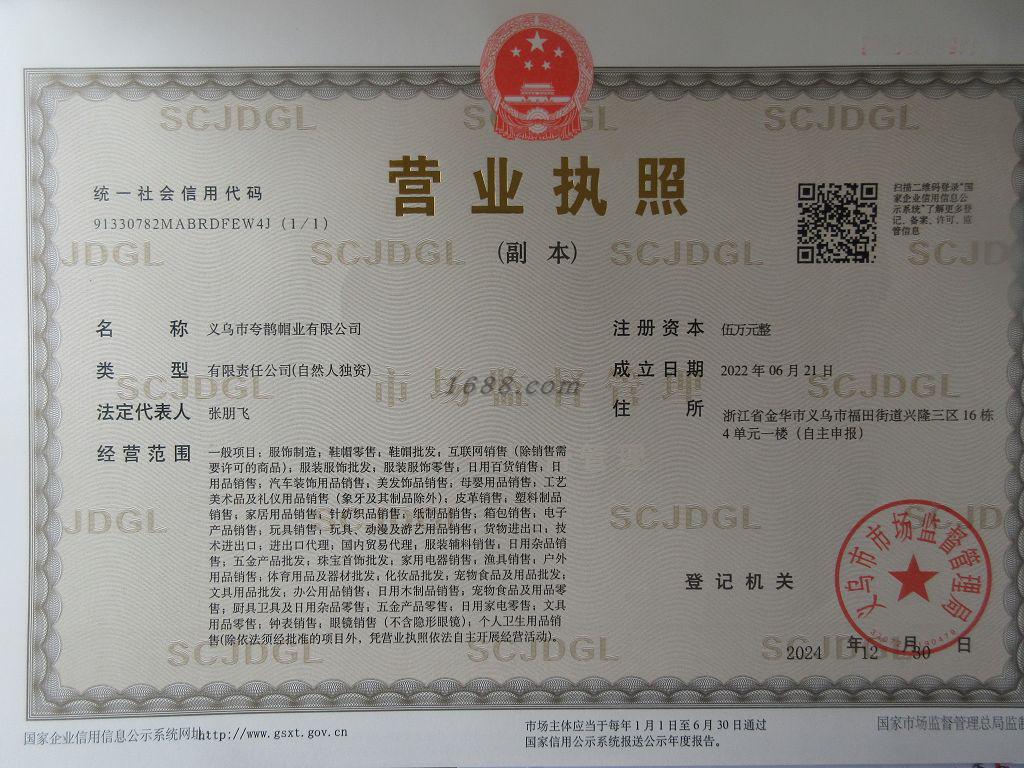 营业执照
(副 本)
统一社会信用代码
91330782MABRDFEW4J (1/1)
扫描二维码登录“国
家企业信用信息公
示系统”了解更多登
记、备案、许可、监
管信息
名 称 义乌市夸鹊帽业有限公司
类 型 有限责任公司(自然人独资)
法定代表人 张朋飞
经营范围 一般项目：服饰制造；鞋帽零售；鞋帽批发；互联网销售（除销售需
要许可的商品）；服装服饰批发；服装服饰零售；日用百货销售；日
用品销售；汽车装饰用品销售；美发饰品销售；母婴用品销售；工艺
美术品及礼仪用品销售（象牙及其制品除外）；皮革销售；塑料制品
销售；家居用品销售；针纺织品销售；纸制品销售；箱包销售；电子
产品销售；玩具销售；玩具、动漫及游艺用品销售；货物进出口；技
术进出口；进出口代理；国内贸易代理；服装辅料销售；日用杂品销
售；五金产品批发；珠宝首饰批发；家用电器销售；渔具销售；户外
用品销售；体育用品及器材批发；化妆品批发；宠物食品及用品批发；
文具用品批发；办公用品销售；日用木制品销售；宠物食品及用品零
售；厨具卫具及日用杂品零售；五金产品零售；日用家电零售；文具
用品零售；钟表销售；眼镜销售（不含隐形眼镜）；个人卫生用品销
售(除依法须经批准的项目外，凭营业执照依法自主开展经营活动)。
注册资本 伍万元整
成立日期 2022年06月21日
住 所 浙江省金华市义乌市福田街道兴隆三区16栋
4单元一楼（自主申报）
登记机关
义乌市市场监督管理局
2024 年 12 月 30 日
SCJDGL SCJDGL SCJDGL
JDGL SCJDGL SCJDGL SCJD
SCJDGL 市场监督管理 SCJDGL
1688.com
JDGL SCJDGL SCJD
SCJDGL SCJDGL SCJDGL
国家企业信用信息公示系统网址http://www.gsxt.gov.cn
市场主体应当于每年1月1日至6月30日通过
国家信用公示系统报送公示年度报告。
国家市场监督管理总局监制